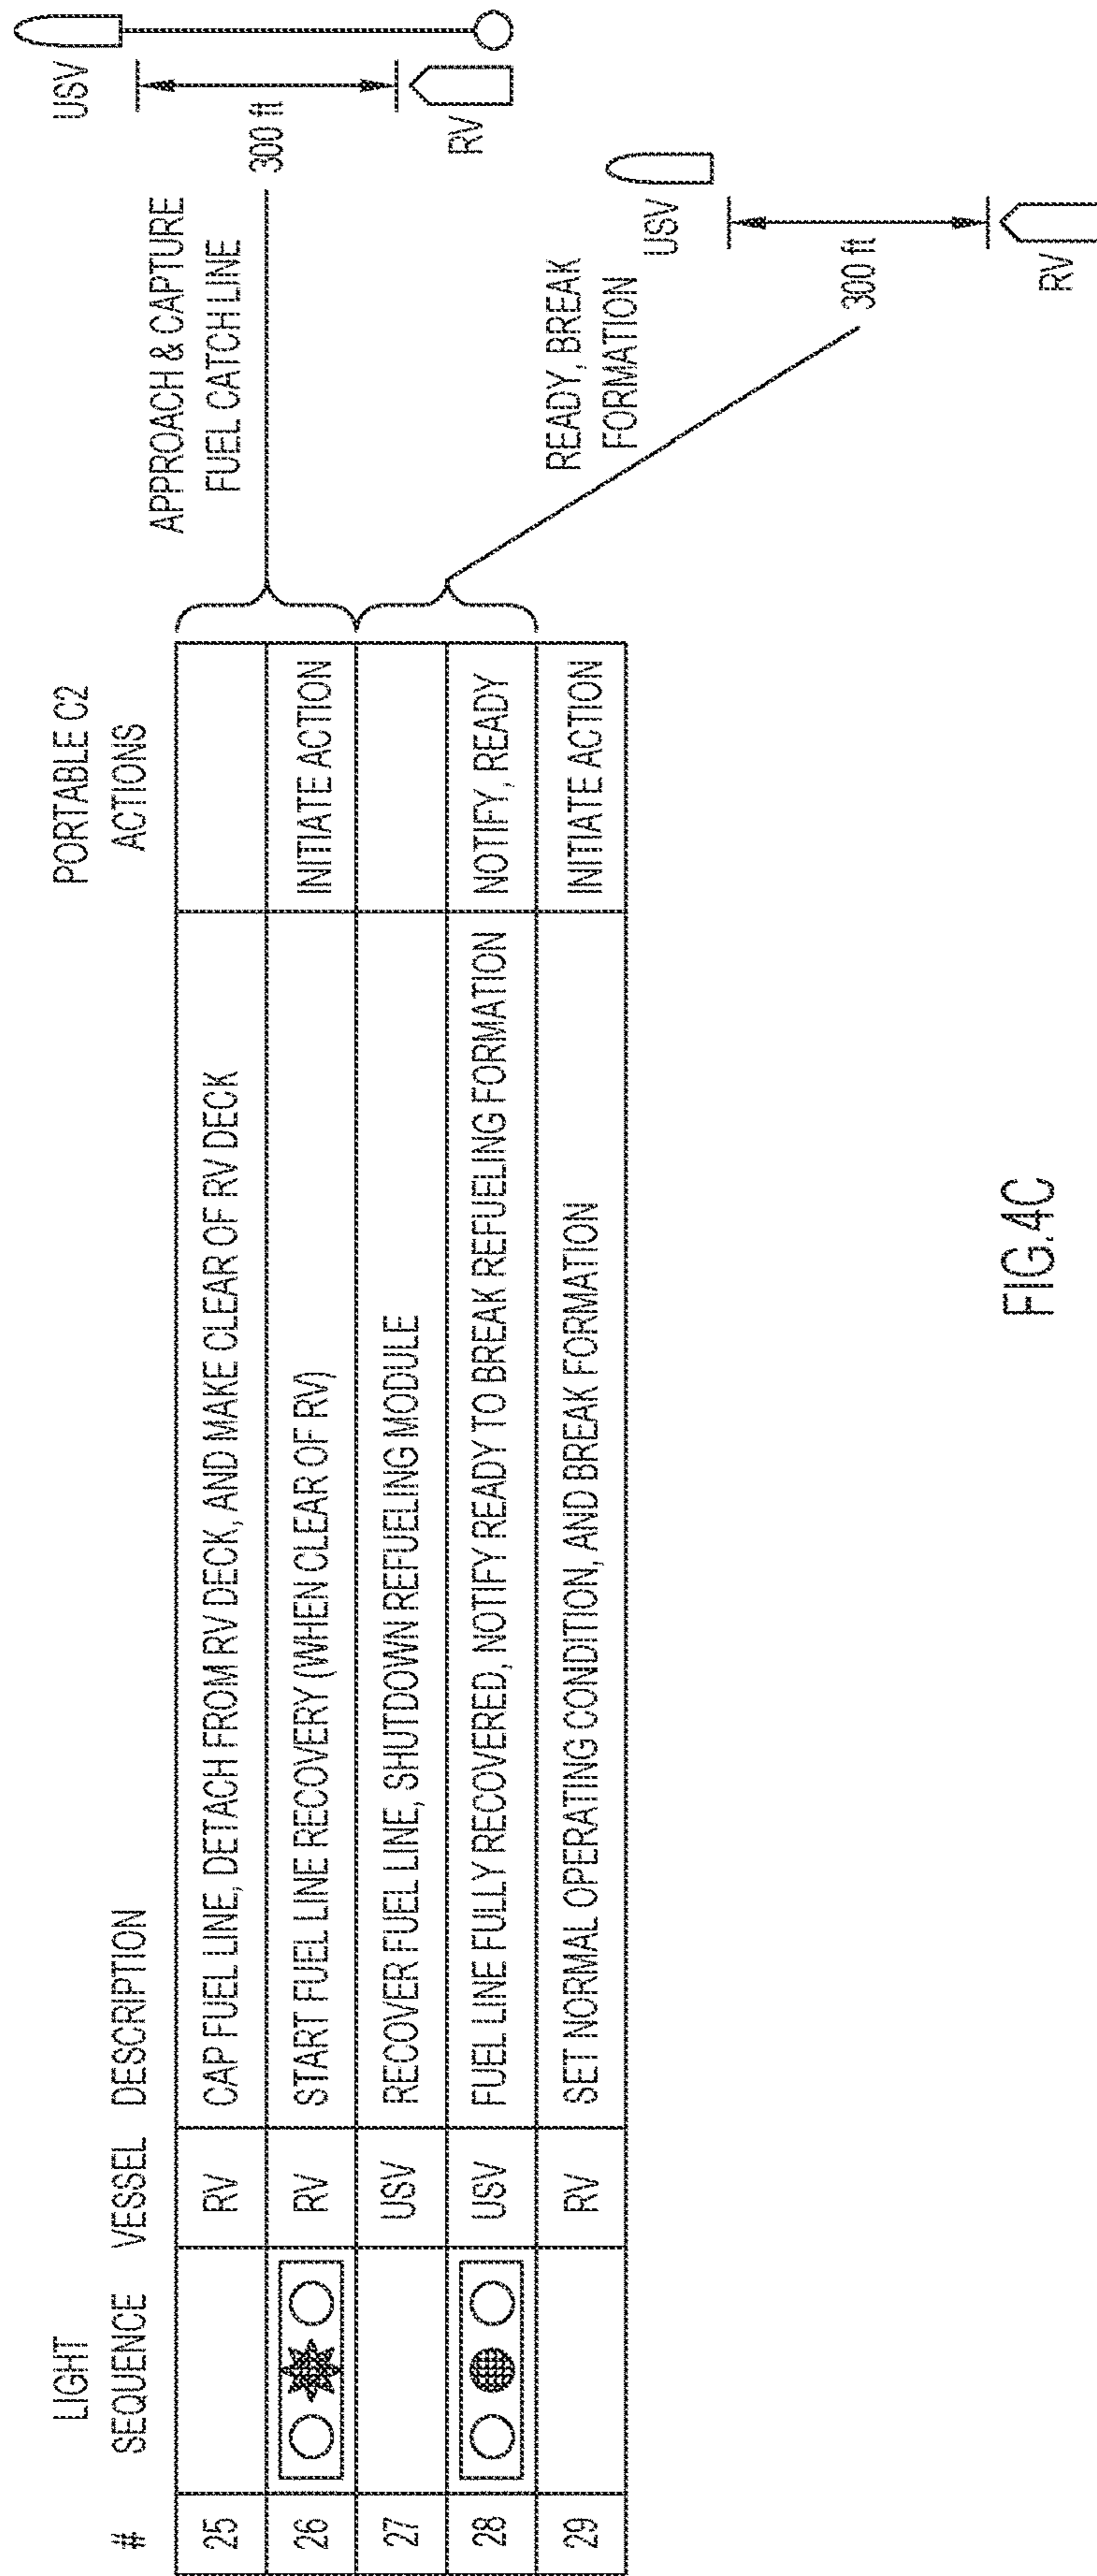 LIGHT
SEQUENCE
#
VESSEL
DESCRIPTION
PORTABLE C2
ACTIONS
25
RV
CAP FUEL LINE, DETACH FROM RV DECK, AND MAKE CLEAR OF RV DECK
26
RV
START FUEL LINE RECOVERY (WHEN CLEAR OF RV)
INITIATE ACTION
27
USV
RECOVER FUEL LINE, SHUTDOWN REFUELING MODULE
28
USV
FUEL LINE FULLY RECOVERED, NOTIFY READY TO BREAK REFUELING FORMATION
NOTIFY, READY
29
RV
SET NORMAL OPERATING CONDITION, AND BREAK FORMATION
INITIATE ACTION
APPROACH & CAPTURE
FUEL CATCH LINE
USV
300 ft
RV
READY, BREAK
FORMATION
USV
300 ft
RV
FIG.4C